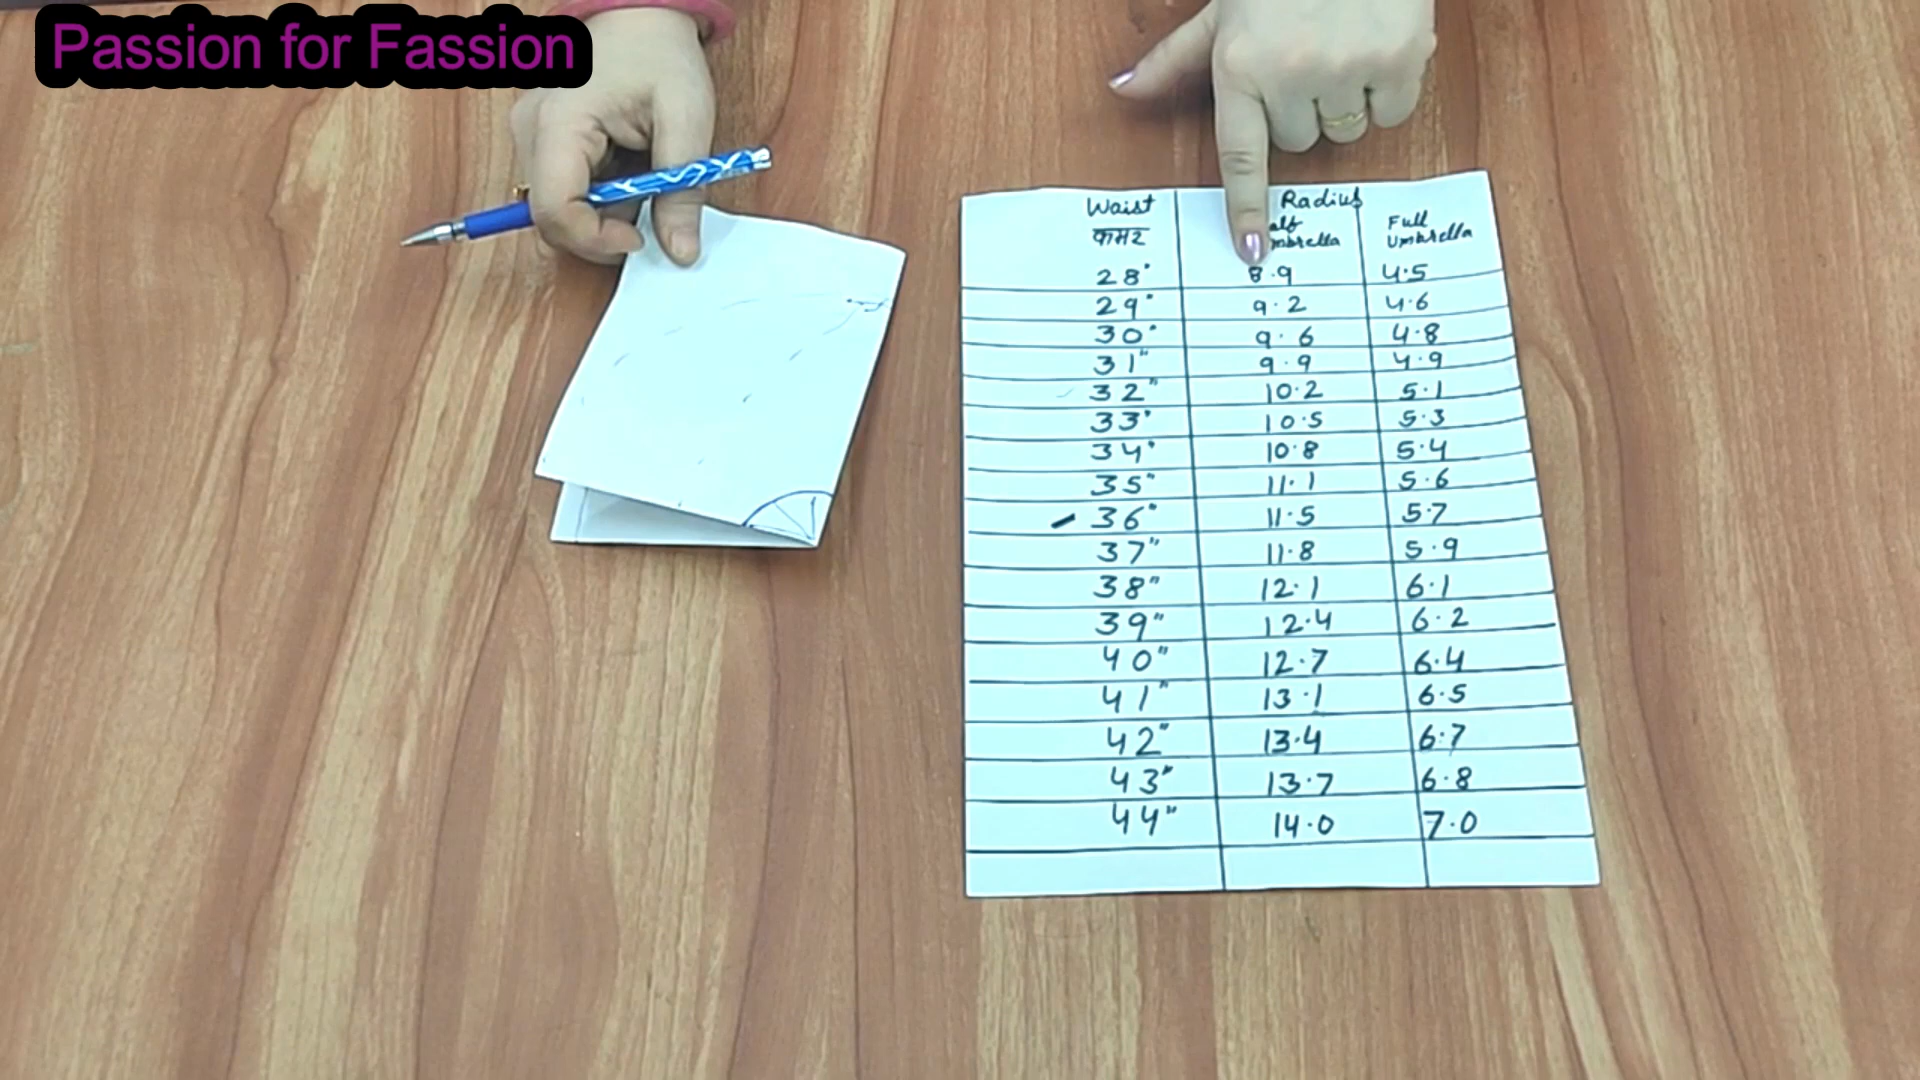 Passion for Fassion
Waist Radius
कमर
alf Full
mbrella Umbrella
28" 8.9 4.5
29" 9.2 4.6
30" 9.6 4.8
31" 9.9 4.9
32" 10.2 5.1
33" 10.5 5.3
34" 10.8 5.4
35" 11.1 5.6
36" 11.5 5.7
37" 11.8 5.9
38" 12.1 6.1
39" 12.4 6.2
40" 12.7 6.4
41" 13.1 6.5
42" 13.4 6.7
43" 13.7 6.8
44" 14.0 7.0